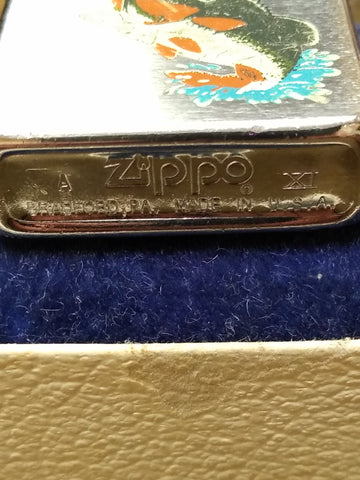 A Zippo ® XI
BRADFORD, PA. MADE IN U.S.A.